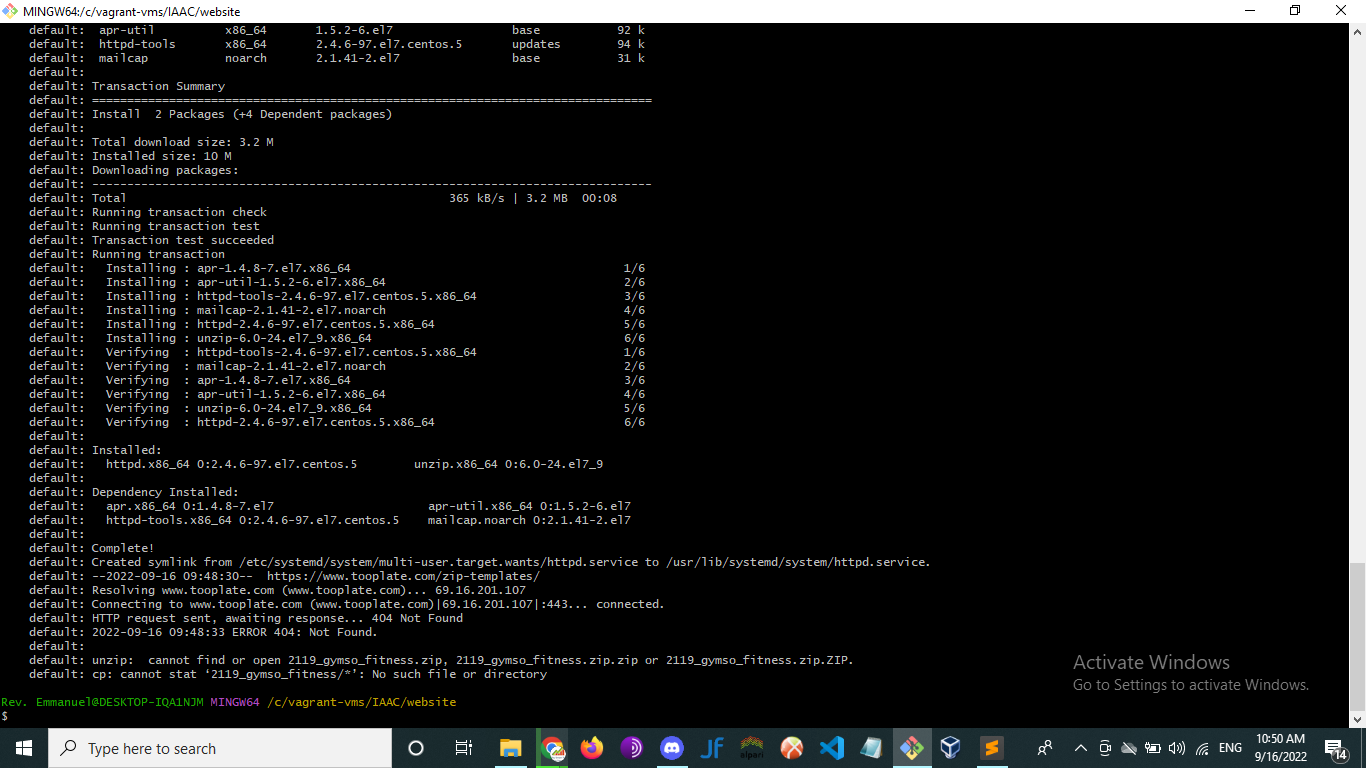 MINGW64:/c/vagrant-vms/IAAC/website
default:  apr-util          x86_64       1.5.2-6.el7                 base           92 k
default:  httpd-tools       x86_64       2.4.6-97.el7.centos.5       updates        94 k
default:  mailcap           noarch       2.1.41-2.el7                base           31 k
default:
default: Transaction Summary
default: ================================================================================
default: Install  2 Packages (+4 Dependent packages)
default:
default: Total download size: 3.2 M
default: Installed size: 10 M
default: Downloading packages:
default: --------------------------------------------------------------------------------
default: Total                                              365 kB/s | 3.2 MB  00:08
default: Running transaction check
default: Running transaction test
default: Transaction test succeeded
default: Running transaction
default:   Installing : apr-1.4.8-7.el7.x86_64                                       1/6
default:   Installing : apr-util-1.5.2-6.el7.x86_64                                  2/6
default:   Installing : httpd-tools-2.4.6-97.el7.centos.5.x86_64                     3/6
default:   Installing : mailcap-2.1.41-2.el7.noarch                                  4/6
default:   Installing : httpd-2.4.6-97.el7.centos.5.x86_64                           5/6
default:   Installing : unzip-6.0-24.el7_9.x86_64                                    6/6
default:   Verifying  : httpd-tools-2.4.6-97.el7.centos.5.x86_64                     1/6
default:   Verifying  : mailcap-2.1.41-2.el7.noarch                                  2/6
default:   Verifying  : apr-1.4.8-7.el7.x86_64                                       3/6
default:   Verifying  : apr-util-1.5.2-6.el7.x86_64                                  4/6
default:   Verifying  : unzip-6.0-24.el7_9.x86_64                                    5/6
default:   Verifying  : httpd-2.4.6-97.el7.centos.5.x86_64                           6/6
default:
default: Installed:
default:   httpd.x86_64 0:2.4.6-97.el7.centos.5        unzip.x86_64 0:6.0-24.el7_9
default:
default: Dependency Installed:
default:   apr.x86_64 0:1.4.8-7.el7                      apr-util.x86_64 0:1.5.2-6.el7
default:   httpd-tools.x86_64 0:2.4.6-97.el7.centos.5    mailcap.noarch 0:2.1.41-2.el7
default:
default: Complete!
default: Created symlink from /etc/systemd/system/multi-user.target.wants/httpd.service to /usr/lib/systemd/system/httpd.service.
default: --2022-09-16 09:48:30--  https://www.tooplate.com/zip-templates/
default: Resolving www.tooplate.com (www.tooplate.com)... 69.16.201.107
default: Connecting to www.tooplate.com (www.tooplate.com)|69.16.201.107|:443... connected.
default: HTTP request sent, awaiting response... 404 Not Found
default: 2022-09-16 09:48:33 ERROR 404: Not Found.
default:
default: unzip:  cannot find or open 2119_gymso_fitness.zip, 2119_gymso_fitness.zip.zip or 2119_gymso_fitness.zip.ZIP.
default: cp: cannot stat ‘2119_gymso_fitness/*’: No such file or directory
Rev. Emmanuel@DESKTOP-IQA1NJM MINGW64 /c/vagrant-vms/IAAC/website
$
Activate Windows
Go to Settings to activate Windows.
Type here to search
JF
ENG
10:50 AM
9/16/2022
14